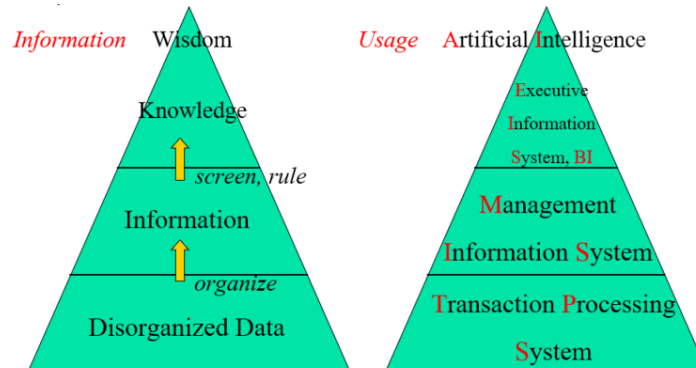 Information Wisdom
Knowledge
screen, rule
Information
organize
Disorganized Data
Usage Artificial Intelligence
Executive
Information
System, BI
Management
Information System
Transaction Processing
System